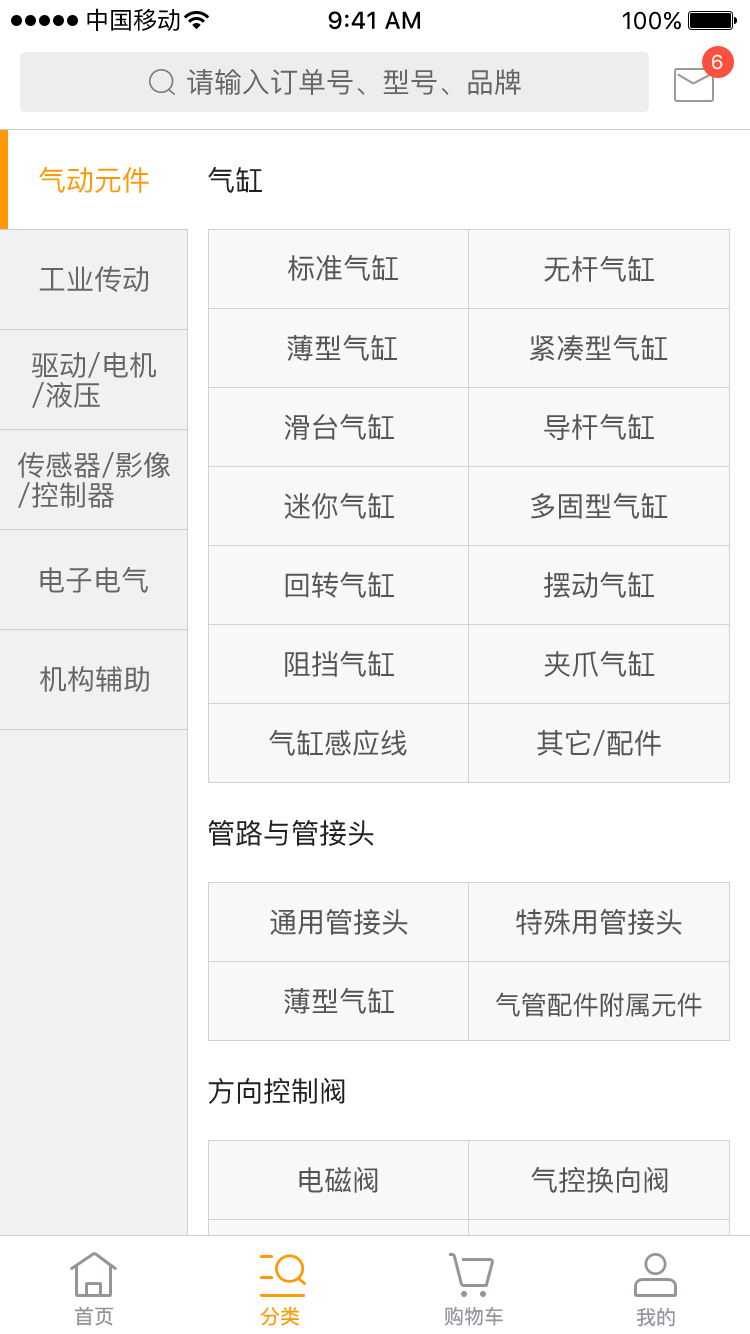 中国移动 9:41 AM 100%
请输入订单号、型号、品牌
6
气动元件
工业传动
驱动/电机
/液压
传感器/影像
/控制器
电子电气
机构辅助
气缸
标准气缸 无杆气缸
薄型气缸 紧凑型气缸
滑台气缸 导杆气缸
迷你气缸 多固型气缸
回转气缸 摆动气缸
阻挡气缸 夹爪气缸
气缸感应线 其它/配件
管路与管接头
通用管接头 特殊用管接头
薄型气缸 气管配件附属元件
方向控制阀
电磁阀 气控换向阀
首页 分类 购物车 我的